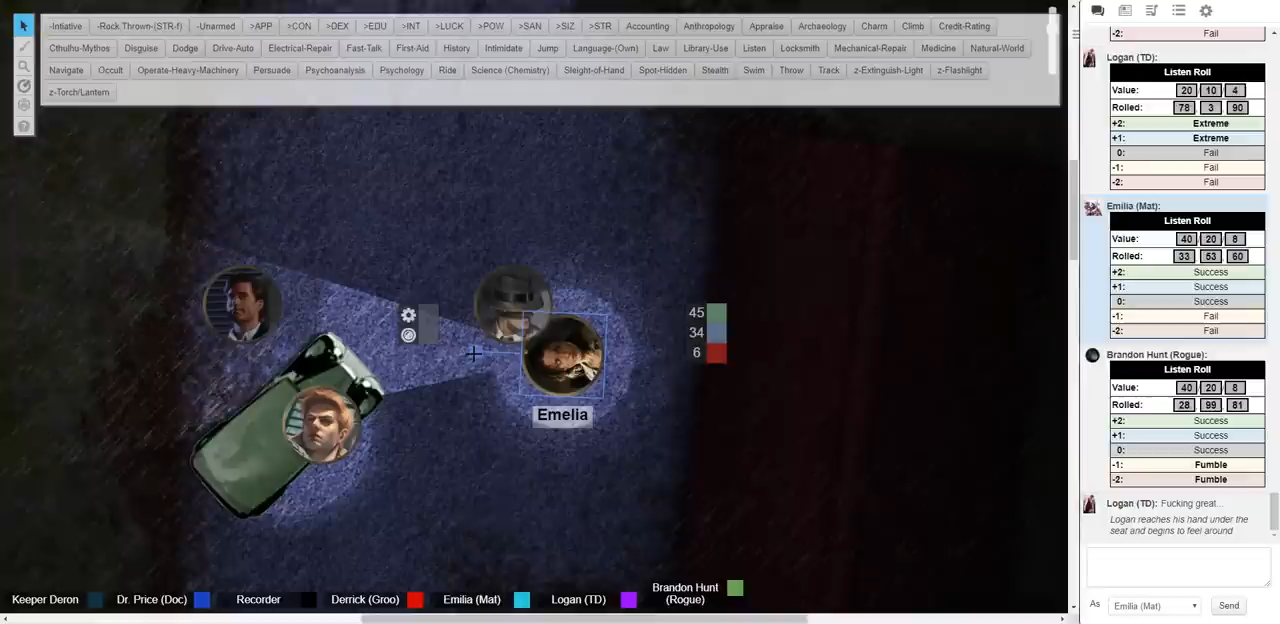 -Intiative -Rock Thrown-(STR-f) -Unarmed >APP >CON >DEX >EDU >INT >LUCK >POW >SAN >SIZ >STR Accounting Anthropology Appraise Archaeology Charm Climb Credit-Rating
Cthulhu-Mythos Disguise Dodge Drive-Auto Electrical-Repair Fast-Talk First-Aid History Intimidate Jump Language-(Own) Law Library-Use Listen Locksmith Mechanical-Repair Medicine Natural-World
Navigate Occult Operate-Heavy-Machinery Persuade Psychoanalysis Psychology Ride Science (Chemistry) Sleight-of-Hand Spot-Hidden Stealth Swim Throw Track z-Extinguish-Light z-Flashlight
z-Torch/Lantern
45
34
6
Emelia
Keeper Deron Dr. Price (Doc) Recorder Derrick (Groo) Emilia (Mat) Logan (TD) Brandon Hunt (Rogue)
-2: Fail
Logan (TD):
Listen Roll
Value: 20 10 4
Rolled: 78 3 90
+2: Extreme
+1: Extreme
0: Fail
-1: Fail
-2: Fail
Emilia (Mat):
Listen Roll
Value: 40 20 8
Rolled: 33 53 60
+2: Success
+1: Success
0: Success
-1: Fail
-2: Fail
Brandon Hunt (Rogue):
Listen Roll
Value: 40 20 8
Rolled: 28 99 81
+2: Success
+1: Success
0: Success
-1: Fumble
-2: Fumble
Logan (TD): Fucking great...
Logan reaches his hand under the
seat and begins to feel around
As Emilia (Mat) Send